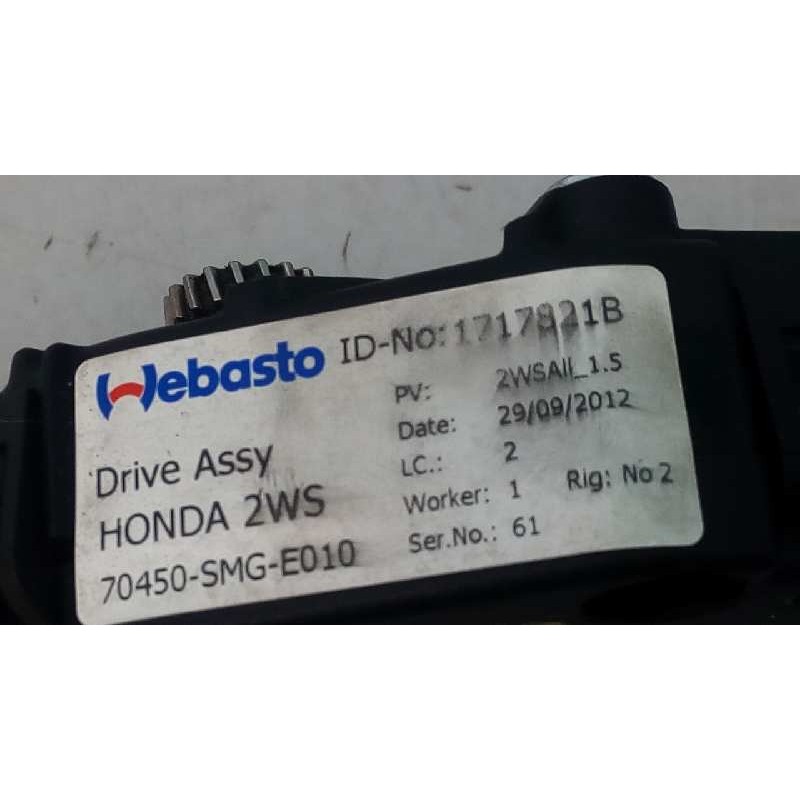 Webasto ID-No: 1717821B
Drive Assy
HONDA 2WS
70450-SMG-E010
PV: 2WSAll_1.5
Date: 29/09/2012
LC.: 2
Worker: 1 Rig: No 2
Ser.No.: 61